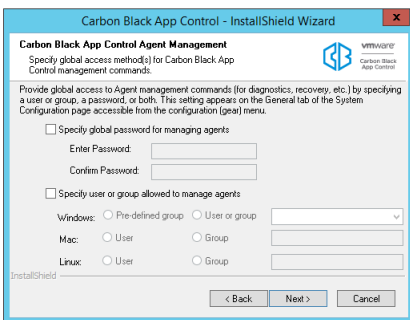 Carbon Black App Control - InstallShield Wizard
x
Carbon Black App Control Agent Management
Specify global access method(s) for Carbon Black App
Control management commands.
vmware
Carbon Black
App Control
Provide global access to Agent management commands (for diagnostics, recovery, etc.) by specifying
a user or group, a password, or both. This setting appears on the General tab of the System
Configuration page accessible from the configuration (gear) menu.
Specify global password for managing agents
Enter Password:
Confirm Password:
Specify user or group allowed to manage agents
Windows: Pre-defined group User or group
Mac: User Group
Linux: User Group
InstallShield
< Back Next > Cancel